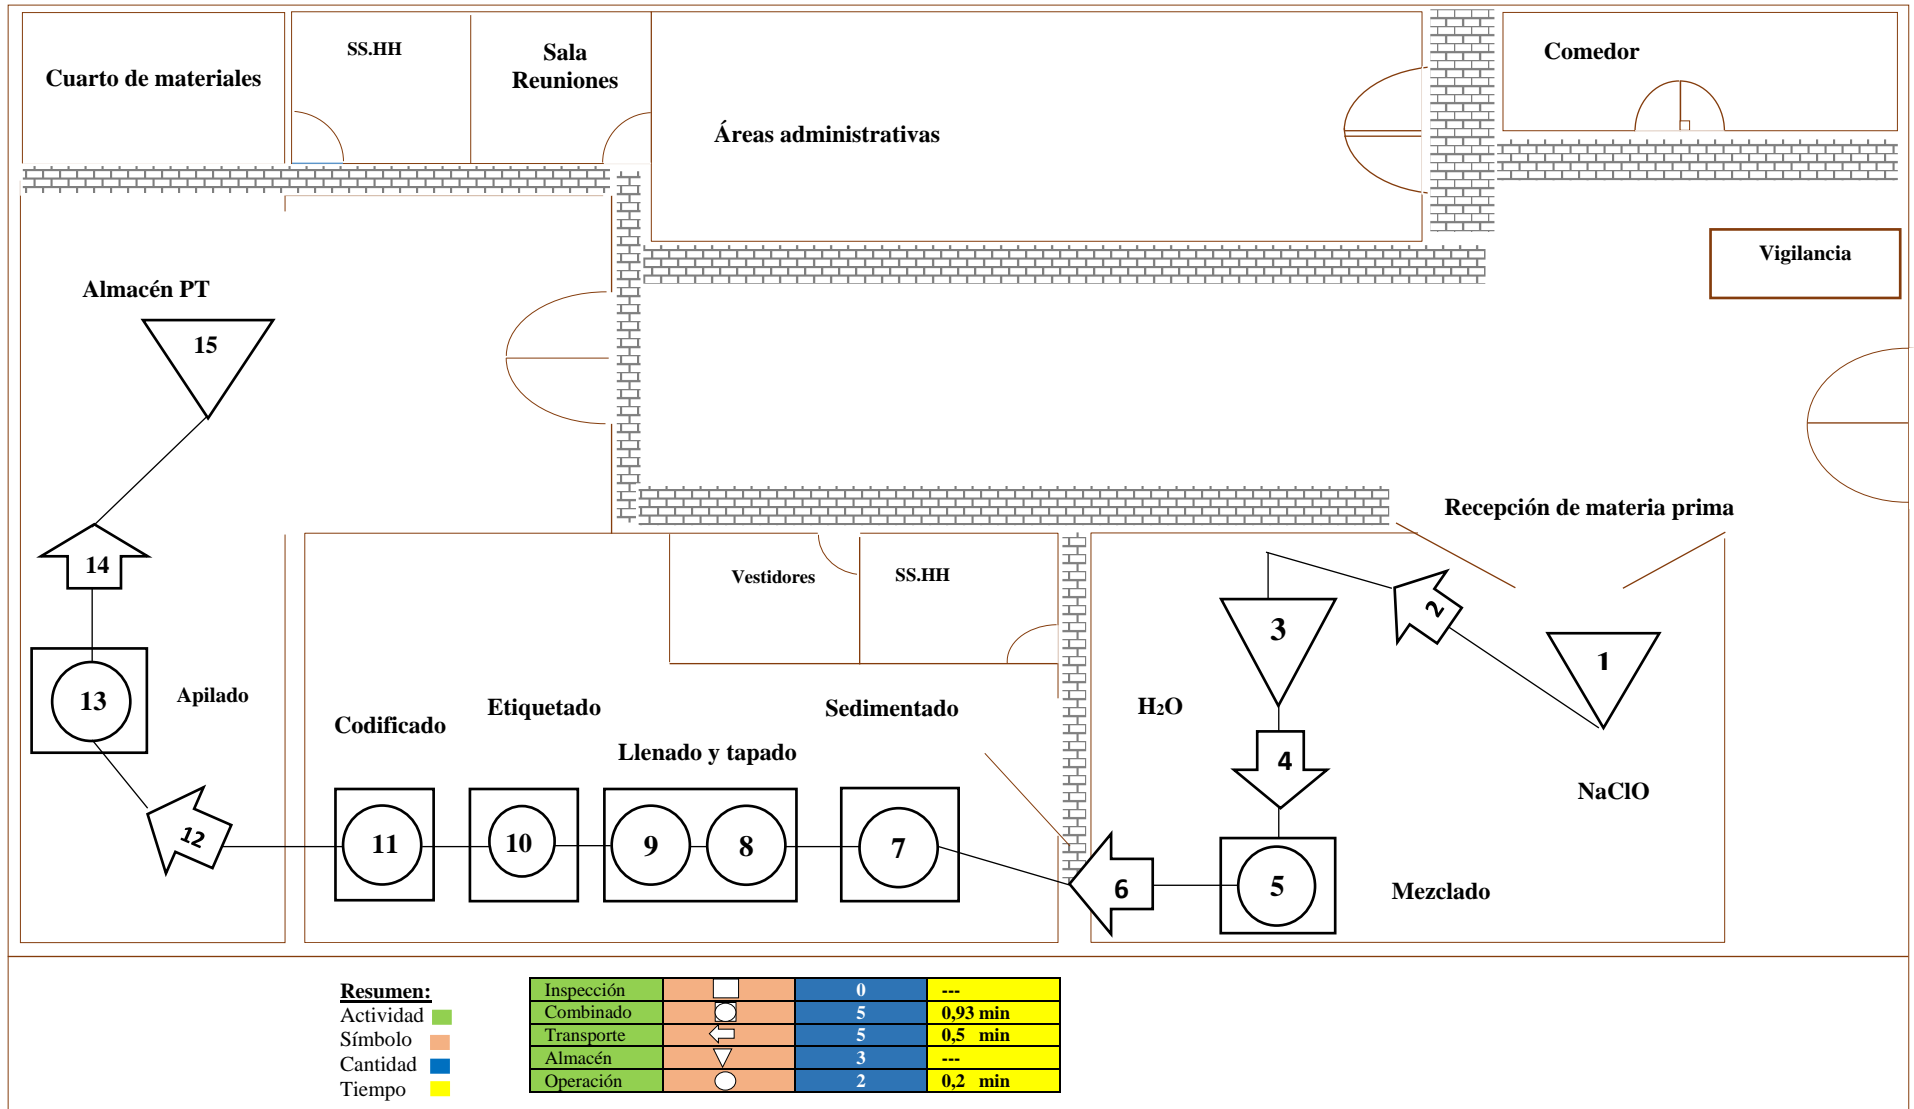 SS.HH
Sala
Reuniones
Cuarto de materiales
Áreas administrativas
Comedor
Vigilancia
Almacén PT
15
Recepción de materia prima
14
Vestidores
SS.HH
2
3
1
13
Apilado
Codificado
Etiquetado
Sedimentado
H2O
Llenado y tapado
4
NaClO
12
11
10
9
8
7
6
5
Mezclado
Resumen:
Actividad
Símbolo
Cantidad
Tiempo
Inspección 0 ---
Combinado 5 0,93 min
Transporte 5 0,5 min
Almacén 3 ---
Operación 2 0,2 min